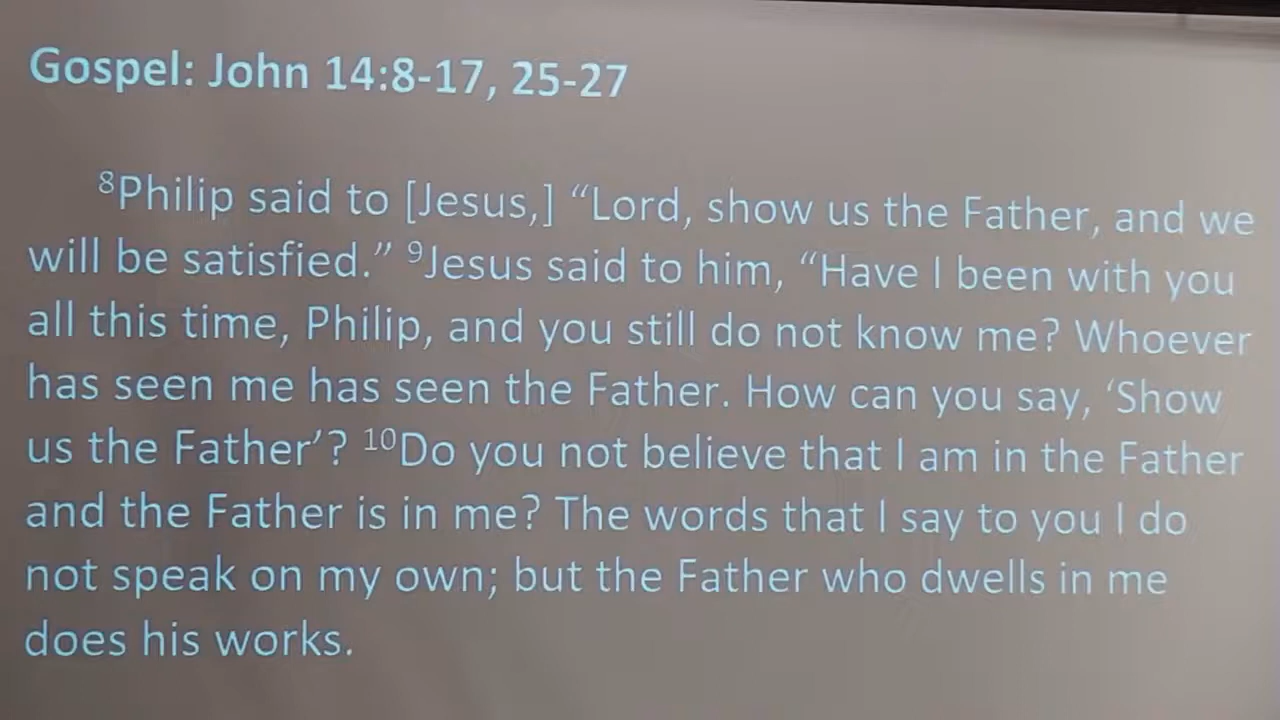 Gospel: John 14:8-17, 25-27
⁸Philip said to [Jesus,] “Lord, show us the Father, and we
will be satisfied.” ⁹Jesus said to him, “Have I been with you
all this time, Philip, and you still do not know me? Whoever
has seen me has seen the Father. How can you say, ‘Show
us the Father’? ¹⁰Do you not believe that I am in the Father
and the Father is in me? The words that I say to you I do
not speak on my own; but the Father who dwells in me
does his works.